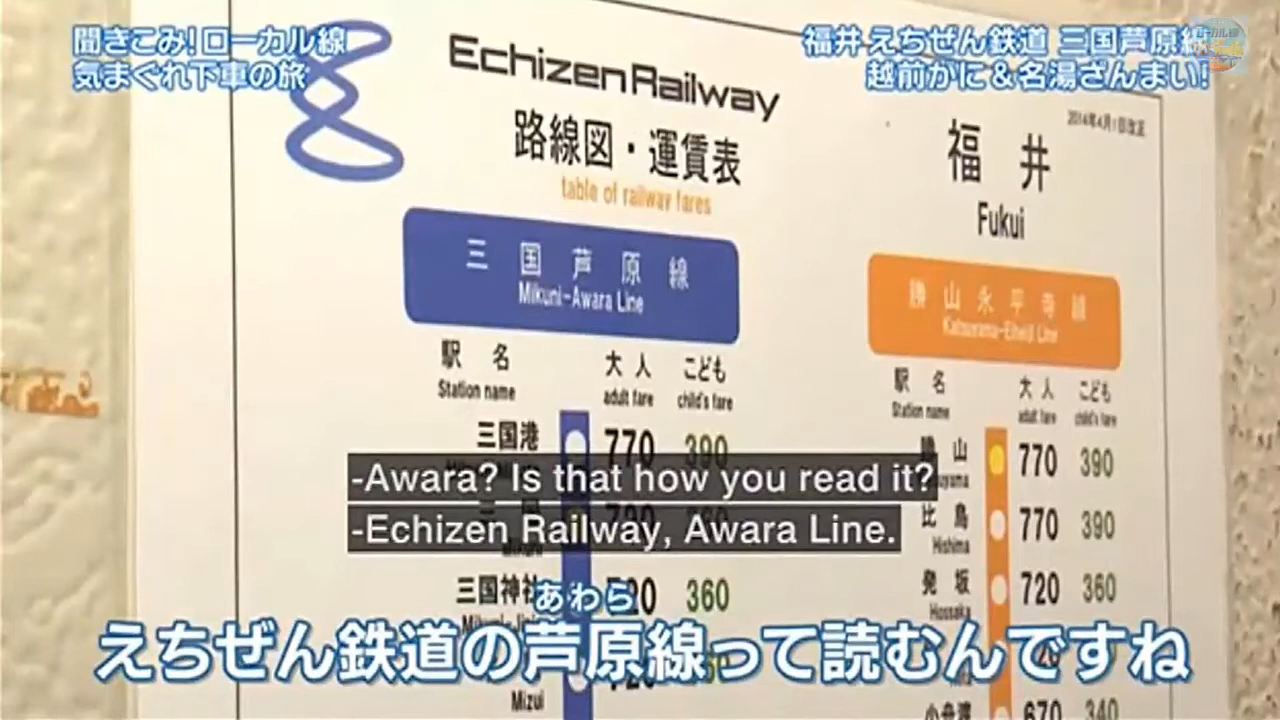 聞きこみ!ローカル線
気まぐれ下車の旅
福井 えちぜん鉄道 三国芦原線
越前がに&名湯ざんまい!
Echizen Railway
路線図・運賃表
table of railway fares
2014年4月1日改正
福井
Fukui
三国芦原線
Mikuni-Awara Line
勝山永平寺線
Katsuyama-Eiheiji Line
駅名 大人 こども
Station name adult fare child's fare
駅名 大人 こども
Station name adult fare child's fare
三国港 770 390
勝山 770 390
-Awara? Is that how you read it?
-Echizen Railway, Awara Line.
比島 770 390
Hishima
三国神社 720 360
発坂 720 360
Hossaka
あわら
えちぜん鉄道の芦原線って読むんですね
Mizui
小舟渡 670 340